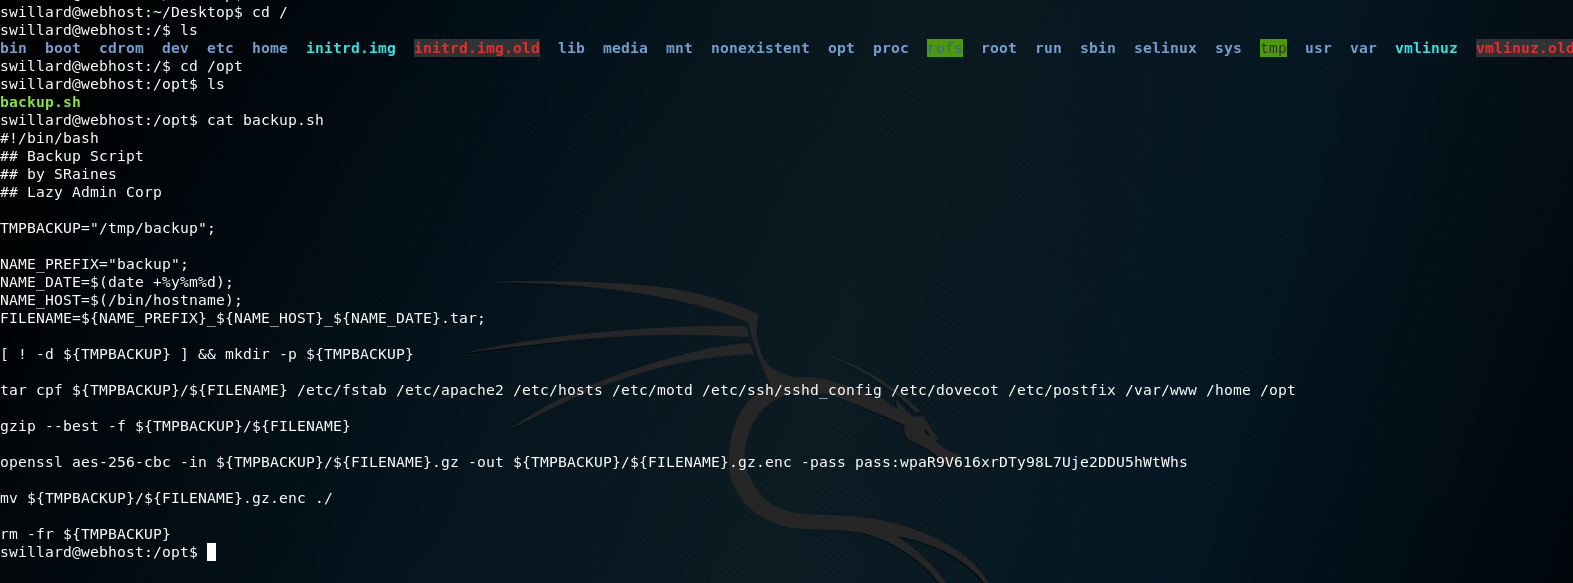 swillard@webhost:~/Desktop$ cd /
swillard@webhost:/$ ls
bin boot cdrom dev etc home initrd.img initrd.img.old lib media mnt nonexistent opt proc rofs root run sbin selinux sys tmp usr var vmlinuz vmlinuz.old
swillard@webhost:/$ cd /opt
swillard@webhost:/opt$ ls
backup.sh
swillard@webhost:/opt$ cat backup.sh
#!/bin/bash
## Backup Script
## by SRaines
## Lazy Admin Corp
TMPBACKUP="/tmp/backup";
NAME_PREFIX="backup";
NAME_DATE=$(date +%y%m%d);
NAME_HOST=$(/bin/hostname);
FILENAME=${NAME_PREFIX}_${NAME_HOST}_${NAME_DATE}.tar;
[ ! -d ${TMPBACKUP} ] && mkdir -p ${TMPBACKUP}
tar cpf ${TMPBACKUP}/${FILENAME} /etc/fstab /etc/apache2 /etc/hosts /etc/motd /etc/ssh/sshd_config /etc/dovecot /etc/postfix /var/www /home /opt
gzip --best -f ${TMPBACKUP}/${FILENAME}
openssl aes-256-cbc -in ${TMPBACKUP}/${FILENAME}.gz -out ${TMPBACKUP}/${FILENAME}.gz.enc -pass pass:wpaR9V616xrDTy98L7Uje2DDU5hWtWhs
mv ${TMPBACKUP}/${FILENAME}.gz.enc ./
rm -fr ${TMPBACKUP}
swillard@webhost:/opt$